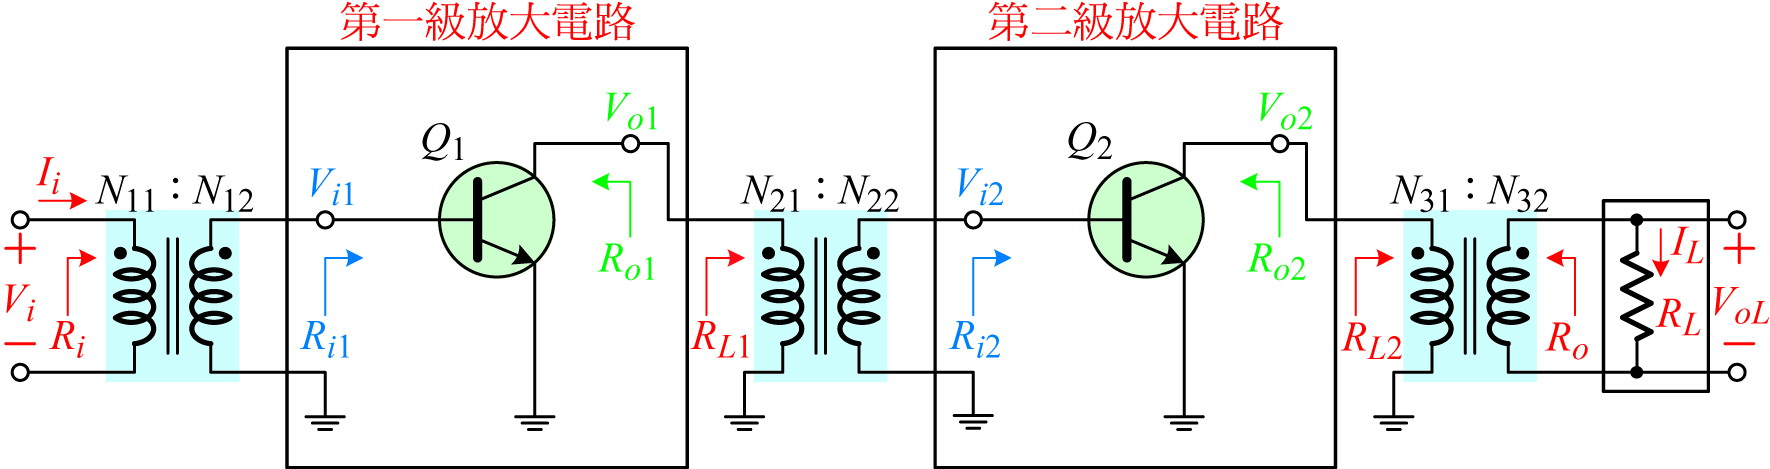 第一級放大電路
第二級放大電路
Q1
Vo1
Q2
Vo2
Ii
N11 : N12
Vi1
N21 : N22
Vi2
N31 : N32
+
Vi
−
Ri
Ri1
Ro1
RL1
Ri2
Ro2
RL2
Ro
IL
RL
+
VoL
−